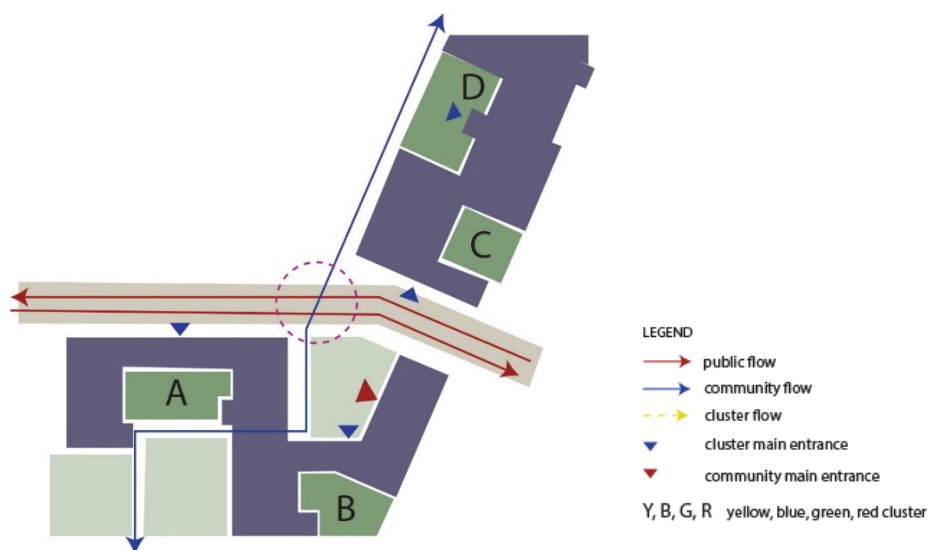 D
C
A
B
LEGEND
public flow
community flow
cluster flow
cluster main entrance
community main entrance
Y, B, G, R yellow, blue, green, red cluster